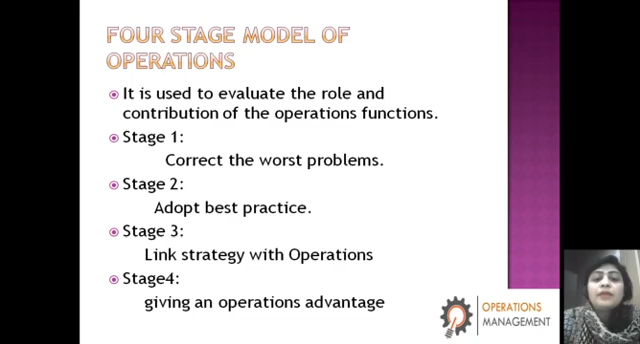 FOUR STAGE MODEL OF
OPERATIONS
It is used to evaluate the role and
contribution of the operations functions.
Stage 1:
Correct the worst problems.
Stage 2:
Adopt best practice.
Stage 3:
Link strategy with Operations
Stage4:
giving an operations advantage
OPERATIONS
MANAGEMENT